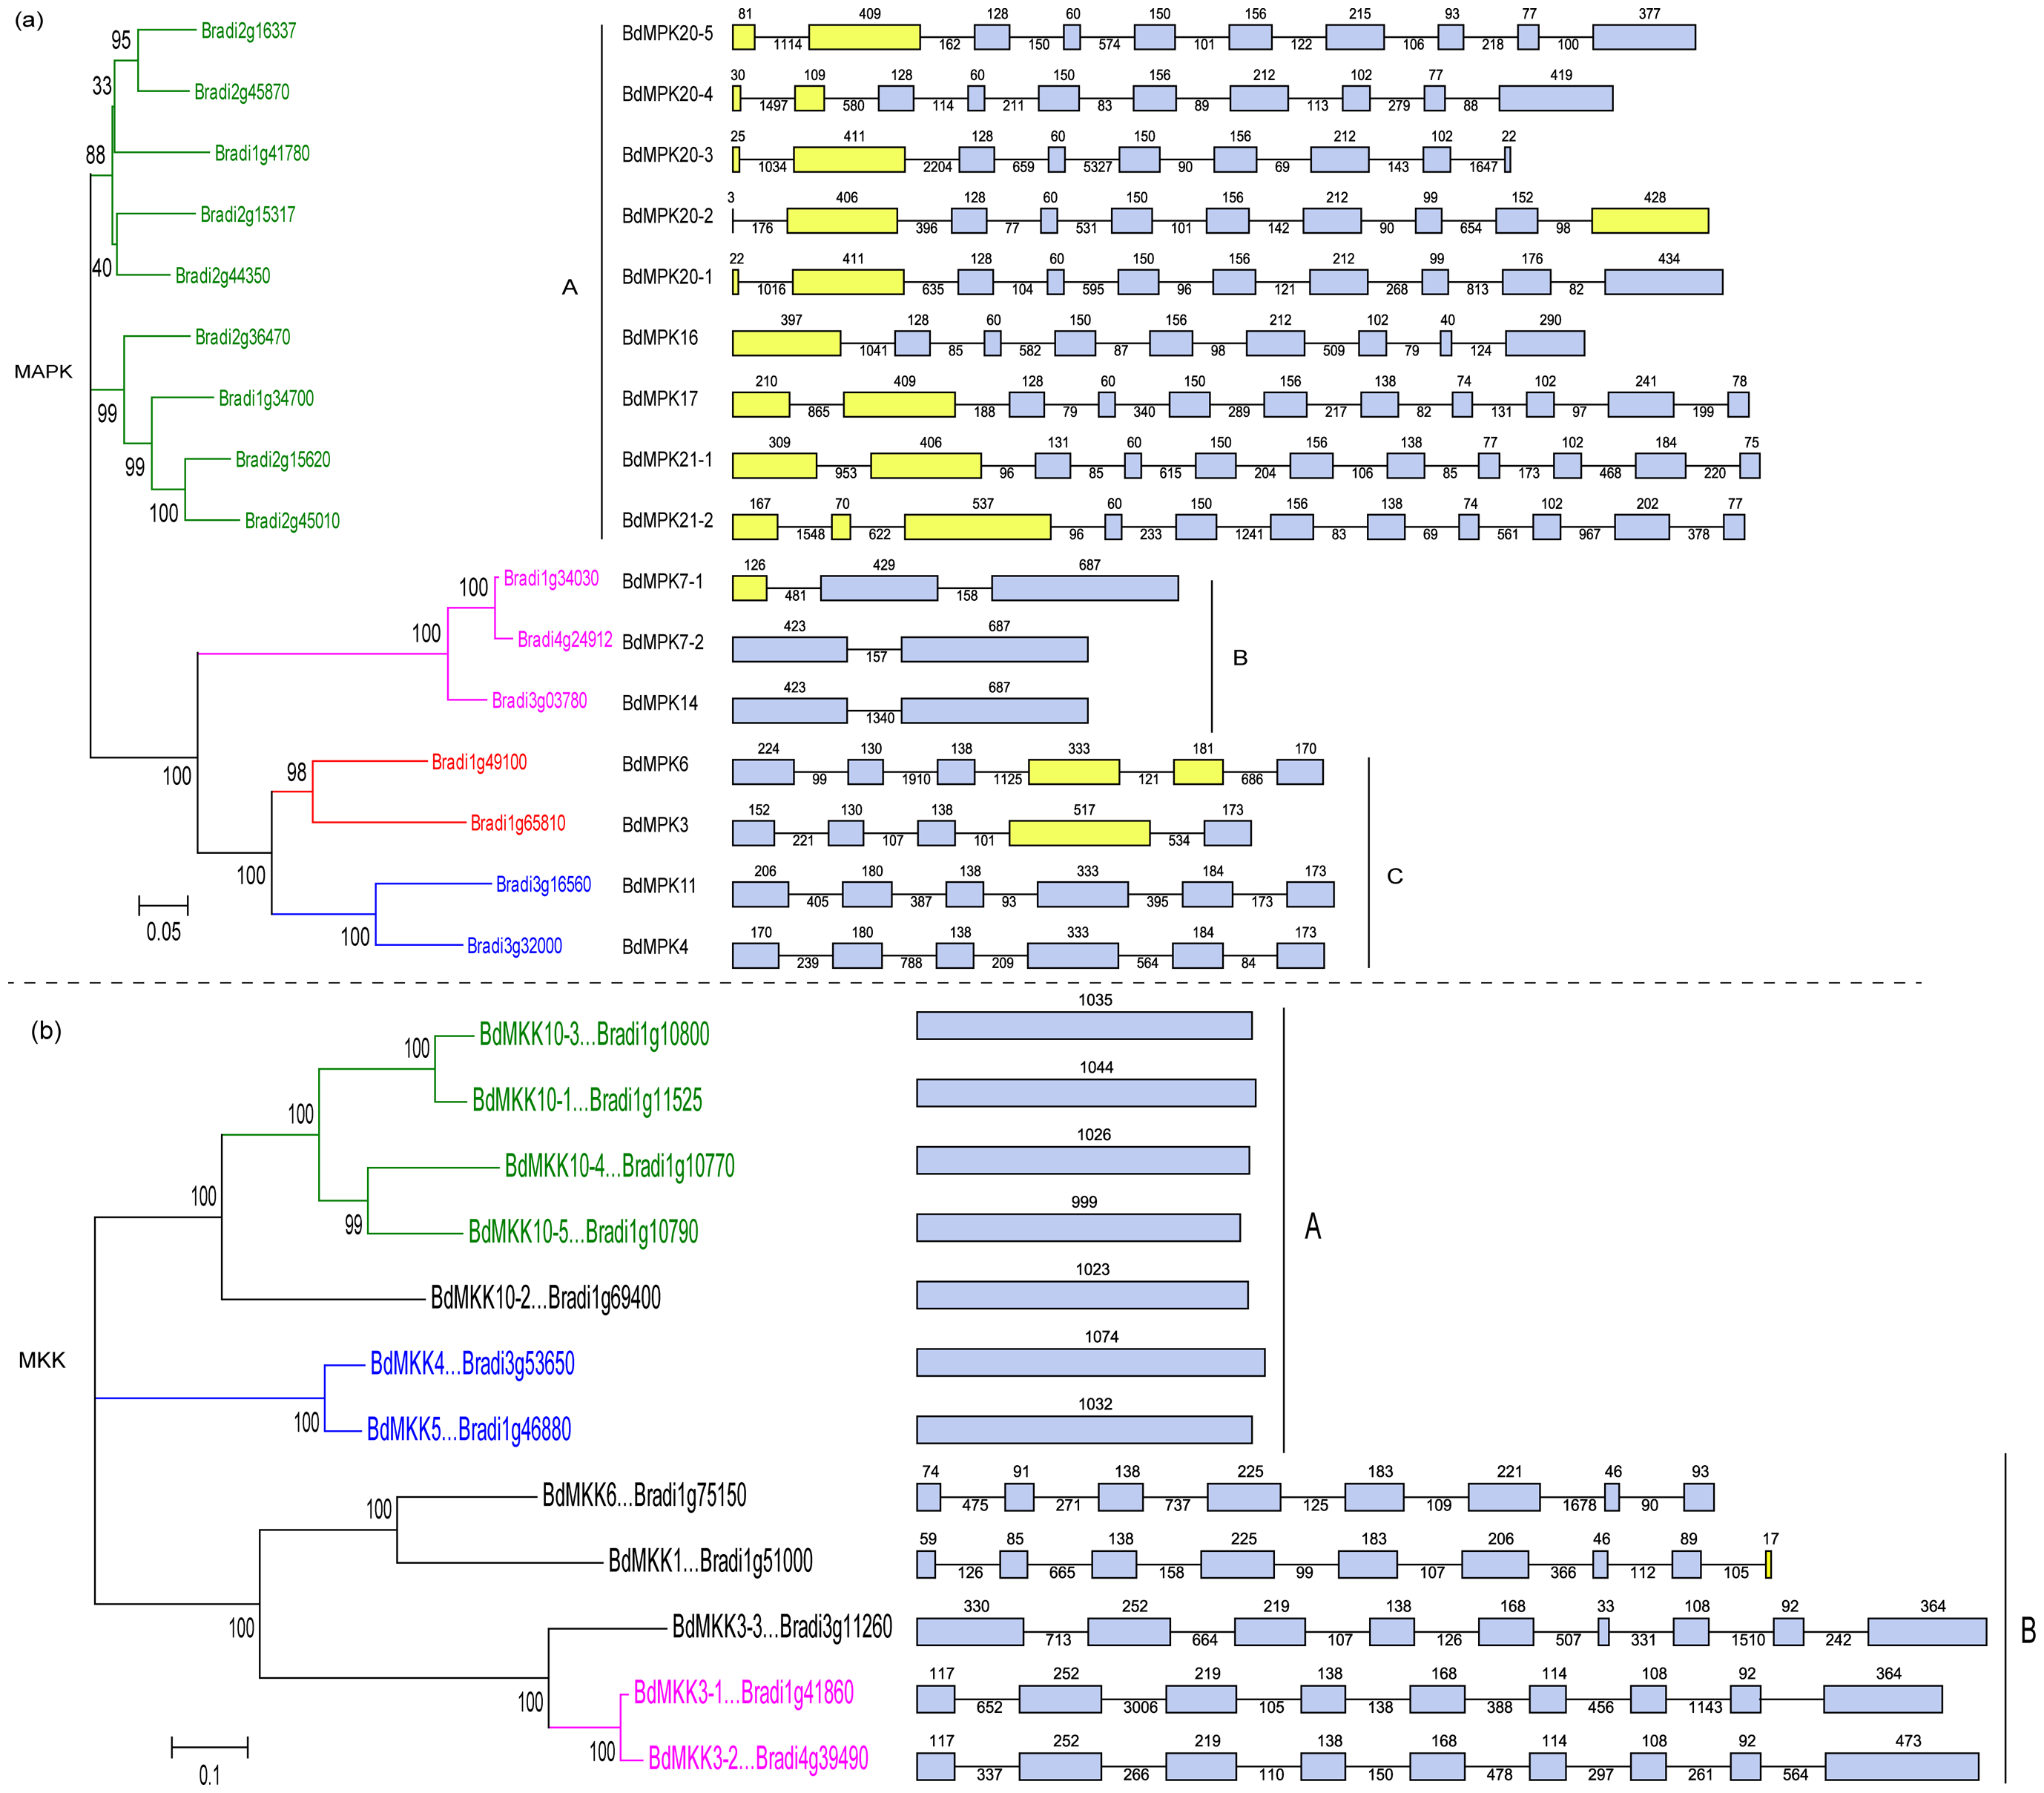 (a)
MAPK
95
33
88
40
99
99
100
100
100
100
98
100
100
0.05
A
B
C
Bradi2g16337 BdMPK20-5
81 409 128 60 150 156 215 93 77 377
1114 162 150 574 101 122 106 218 100
Bradi2g45870 BdMPK20-4
30 109 128 60 150 156 212 102 77 419
1497 580 114 211 83 89 113 279 88
Bradi1g41780 BdMPK20-3
25 411 128 60 150 156 212 102 22
1034 2204 659 5327 90 69 143 1647
Bradi2g15317 BdMPK20-2
3 406 128 60 150 156 212 99 152 428
176 396 77 531 101 142 90 654 98
Bradi2g44350 BdMPK20-1
22 411 128 60 150 156 212 99 176 434
1016 635 104 595 96 121 268 813 82
Bradi2g36470 BdMPK16
397 128 60 150 156 212 102 40 290
1041 85 582 87 98 509 79 124
Bradi1g34700 BdMPK17
210 409 128 60 150 156 138 74 102 241 78
865 188 79 340 289 217 82 131 97 199
Bradi2g15620 BdMPK21-1
309 406 131 60 150 156 138 77 102 184 75
953 96 85 615 204 106 85 173 468 220
Bradi2g45010 BdMPK21-2
167 70 537 60 150 156 138 74 102 202 77
1548 622 96 233 1241 83 69 561 967 378
Bradi1g34030 BdMPK7-1
126 429 687
481 158
Bradi4g24912 BdMPK7-2
423 687
157
Bradi3g03780 BdMPK14
423 687
1340
Bradi1g49100 BdMPK6
224 130 138 333 181 170
99 1910 1125 121 686
Bradi1g65810 BdMPK3
152 130 138 517 173
221 107 101 534
Bradi3g16560 BdMPK11
206 180 138 333 184 173
405 387 93 395 173
Bradi3g32000 BdMPK4
170 180 138 333 184 173
239 788 209 564 84
(b)
MKK
100
100
100
99
100
100
100
100
100
0.1
A
B
BdMKK10-3...Bradi1g10800
1035
BdMKK10-1...Bradi1g11525
1044
BdMKK10-4...Bradi1g10770
1026
BdMKK10-5...Bradi1g10790
999
BdMKK10-2...Bradi1g69400
1023
BdMKK4...Bradi3g53650
1074
BdMKK5...Bradi1g46880
1032
BdMKK6...Bradi1g75150
74 91 138 225 183 221 46 93
475 271 737 125 109 1678 90
BdMKK1...Bradi1g51000
59 85 138 225 183 206 46 89 17
126 665 158 99 107 366 112 105
BdMKK3-3...Bradi3g11260
330 252 219 138 168 33 108 92 364
713 664 107 126 507 331 1510 242
BdMKK3-1...Bradi1g41860
117 252 219 138 168 114 108 92 364
652 3006 105 138 388 456 1143
BdMKK3-2...Bradi4g39490
117 252 219 138 168 114 108 92 473
337 266 110 150 478 297 261 564